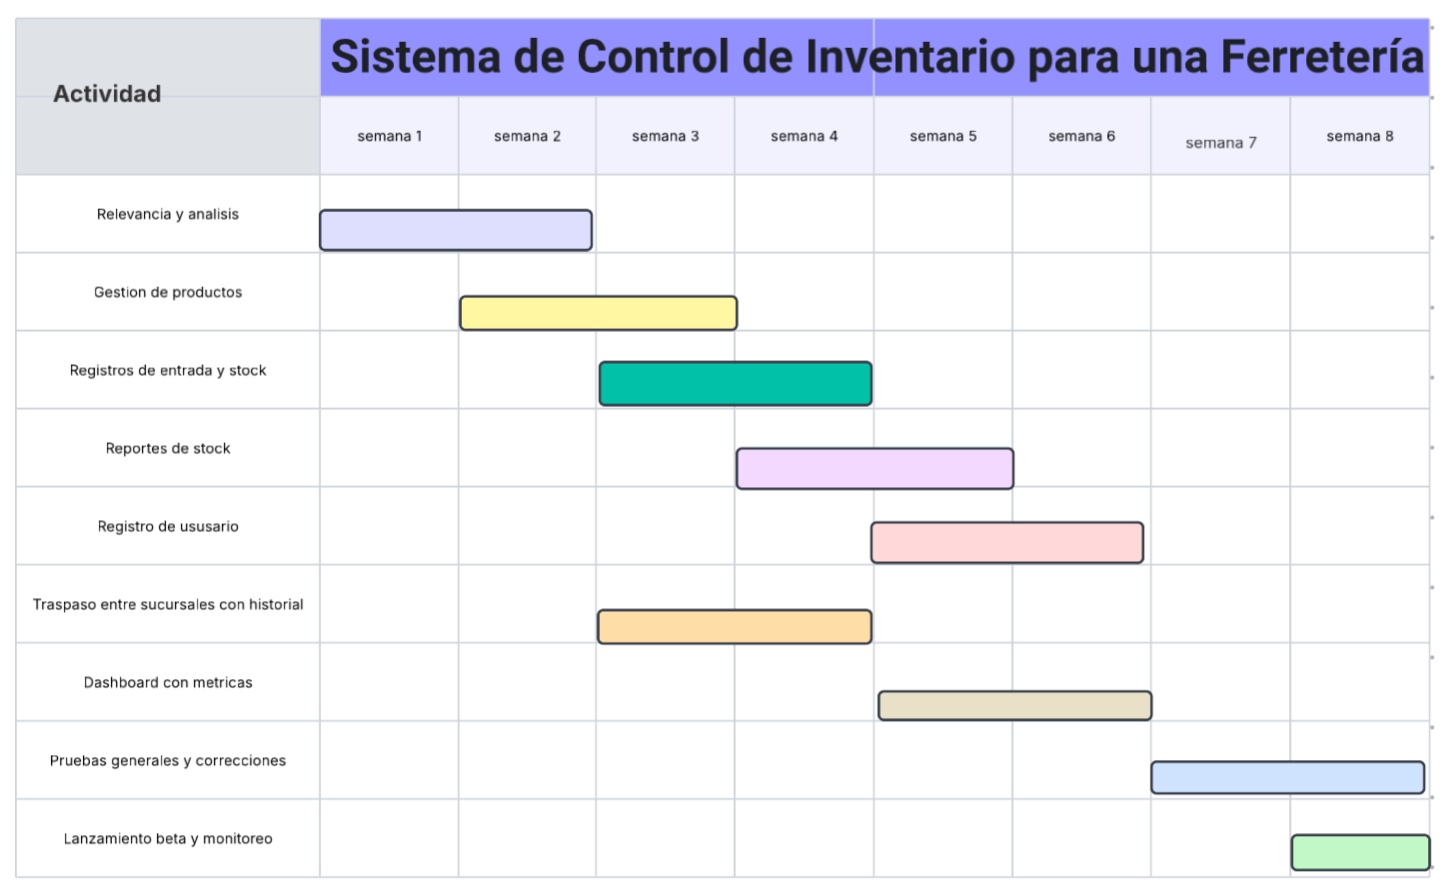 Sistema de Control de Inventario para una Ferretería
Actividad
semana 1
semana 2
semana 3
semana 4
semana 5
semana 6
semana 7
semana 8
Relevancia y analisis
Gestion de productos
Registros de entrada y stock
Reportes de stock
Registro de ususario
Traspaso entre sucursales con historial
Dashboard con metricas
Pruebas generales y correcciones
Lanzamiento beta y monitoreo